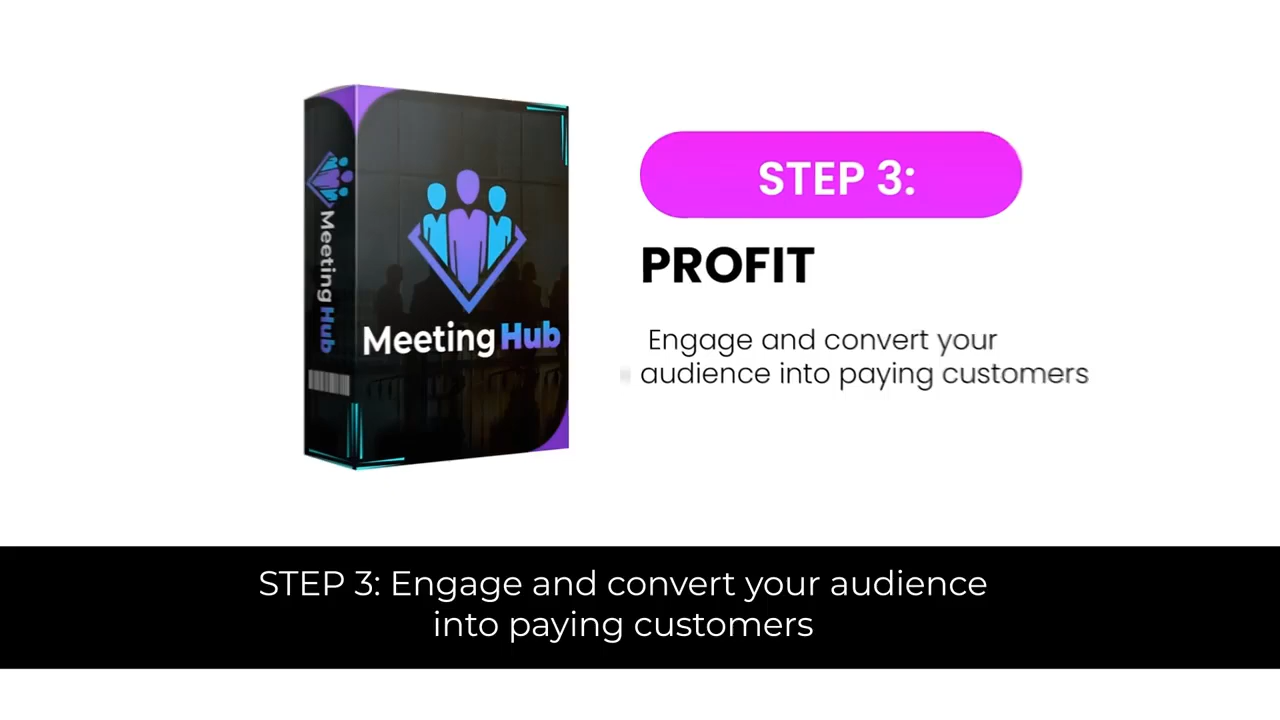 Meeting Hub
Meeting Hub
STEP 3:
PROFIT
Engage and convert your
audience into paying customers
STEP 3: Engage and convert your audience
into paying customers